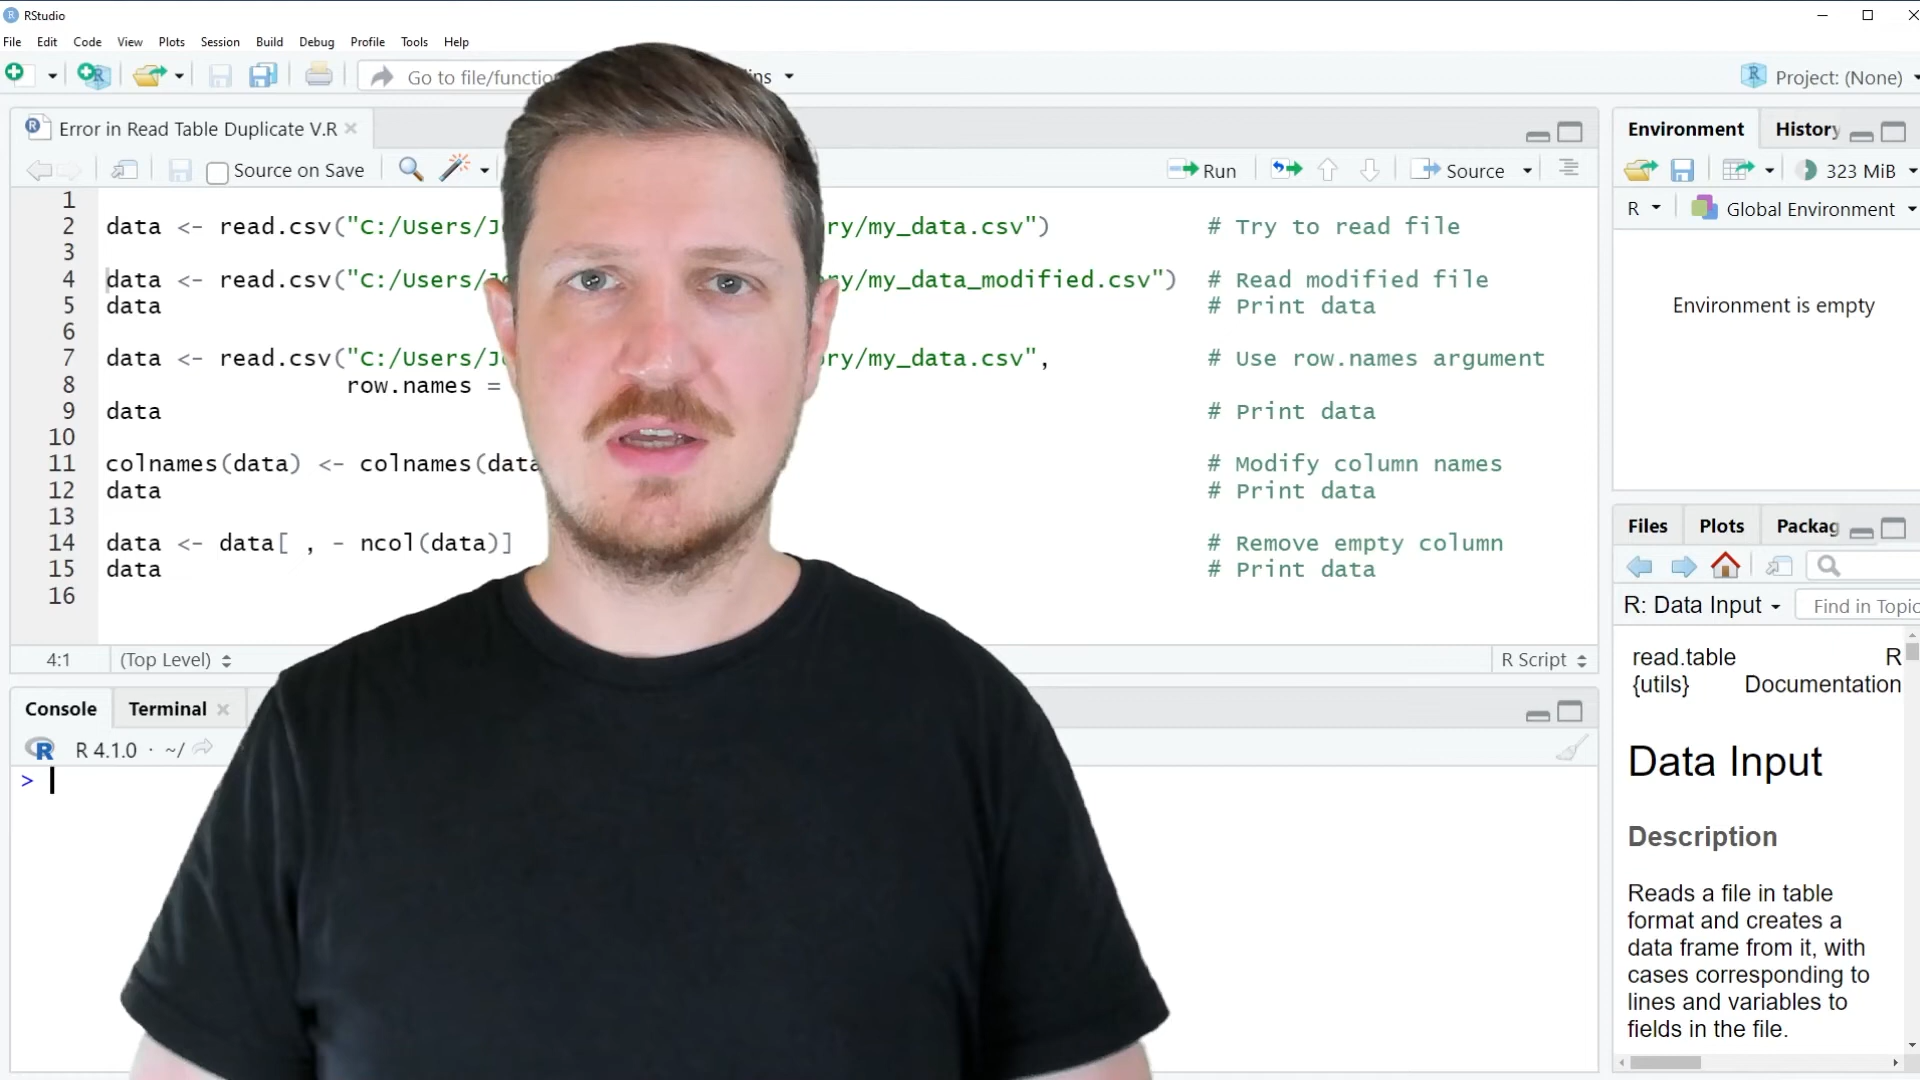 RStudio
File Edit Code View Plots Session Build Debug Profile Tools Help
Go to file/functio
ns
Project: (None)
Error in Read Table Duplicate V.R
Source on Save
Run
Source
1
2 data <- read.csv("C:/Users/J ry/my_data.csv") # Try to read file
3
4 data <- read.csv("C:/Users/J ry/my_data_modified.csv") # Read modified file
5 data # Print data
6
7 data <- read.csv("C:/Users/J ry/my_data.csv", # Use row.names argument
8 row.names =
9 data # Print data
10
11 colnames(data) <- colnames(data # Modify column names
12 data # Print data
13
14 data <- data[ , - ncol(data)] # Remove empty column
15 data # Print data
16
4:1 (Top Level) R Script
Console Terminal
R 4.1.0 · ~/
>
Environment History
323 MiB
R Global Environment
Environment is empty
Files Plots Packag
R: Data Input Find in Topic
read.table R
{utils} Documentation
Data Input
Description
Reads a file in table
format and creates a
data frame from it, with
cases corresponding to
lines and variables to
fields in the file.